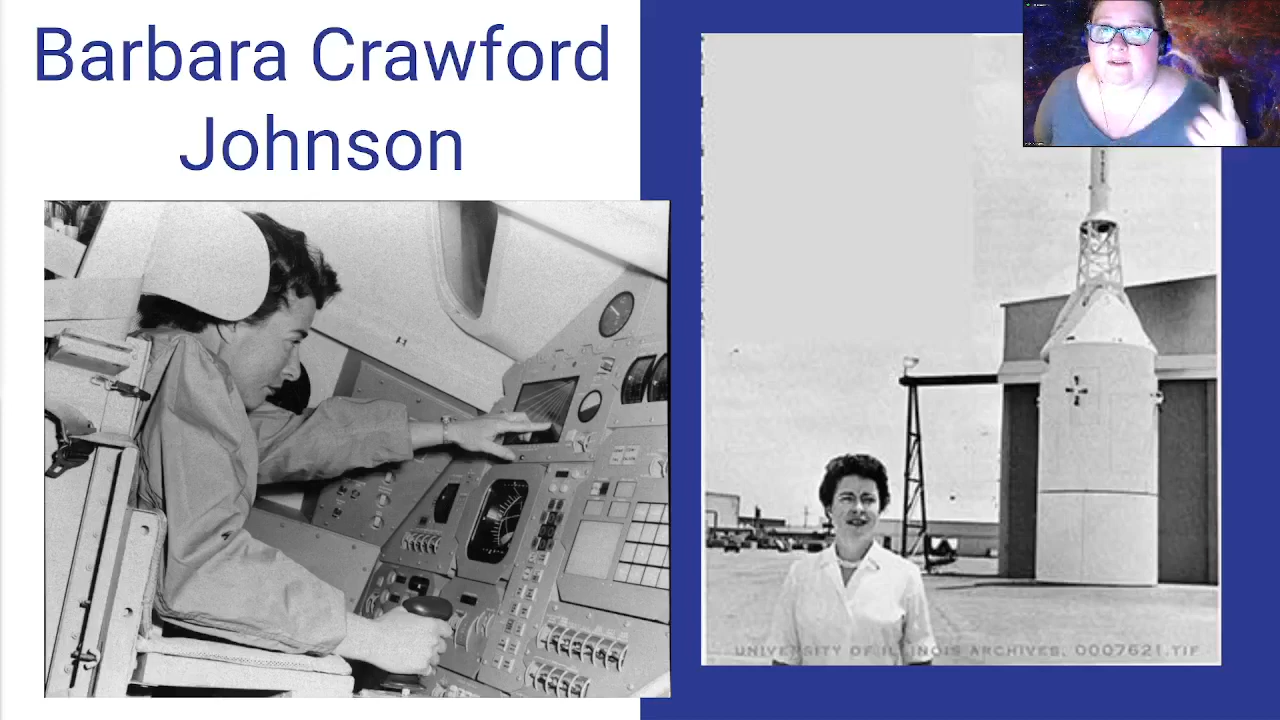 Barbara Crawford
Johnson
UNIVERSITY OF ILLINOIS ARCHIVES, 0007621.TIF